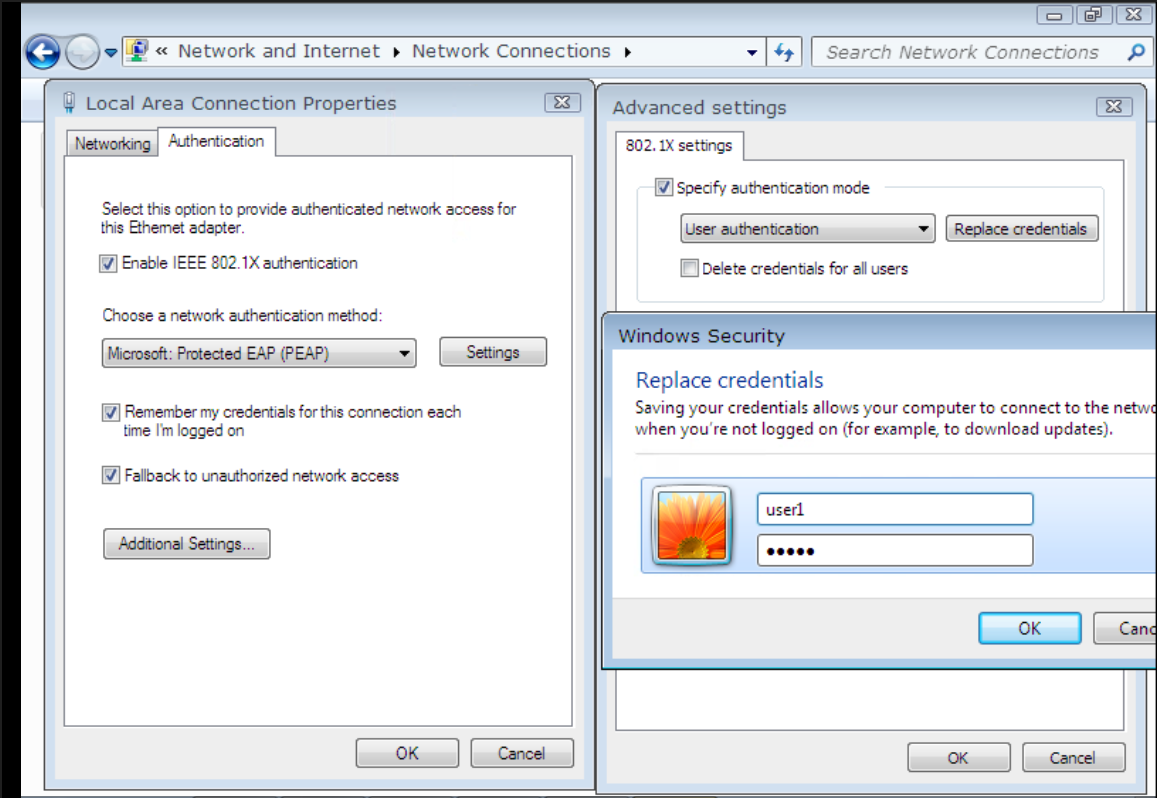 « Network and Internet ▸ Network Connections ▸
Search Network Connections
Local Area Connection Properties
Networking
Authentication
Select this option to provide authenticated network access for
this Ethernet adapter.
Enable IEEE 802.1X authentication
Choose a network authentication method:
Microsoft: Protected EAP (PEAP)
Settings
Remember my credentials for this connection each
time I'm logged on
Fallback to unauthorized network access
Additional Settings...
OK
Cancel
Advanced settings
802.1X settings
Specify authentication mode
User authentication
Replace credentials
Delete credentials for all users
Windows Security
Replace credentials
Saving your credentials allows your computer to connect to the netwo
when you're not logged on (for example, to download updates).
user1
●●●●●
OK
Canc
OK
Cancel